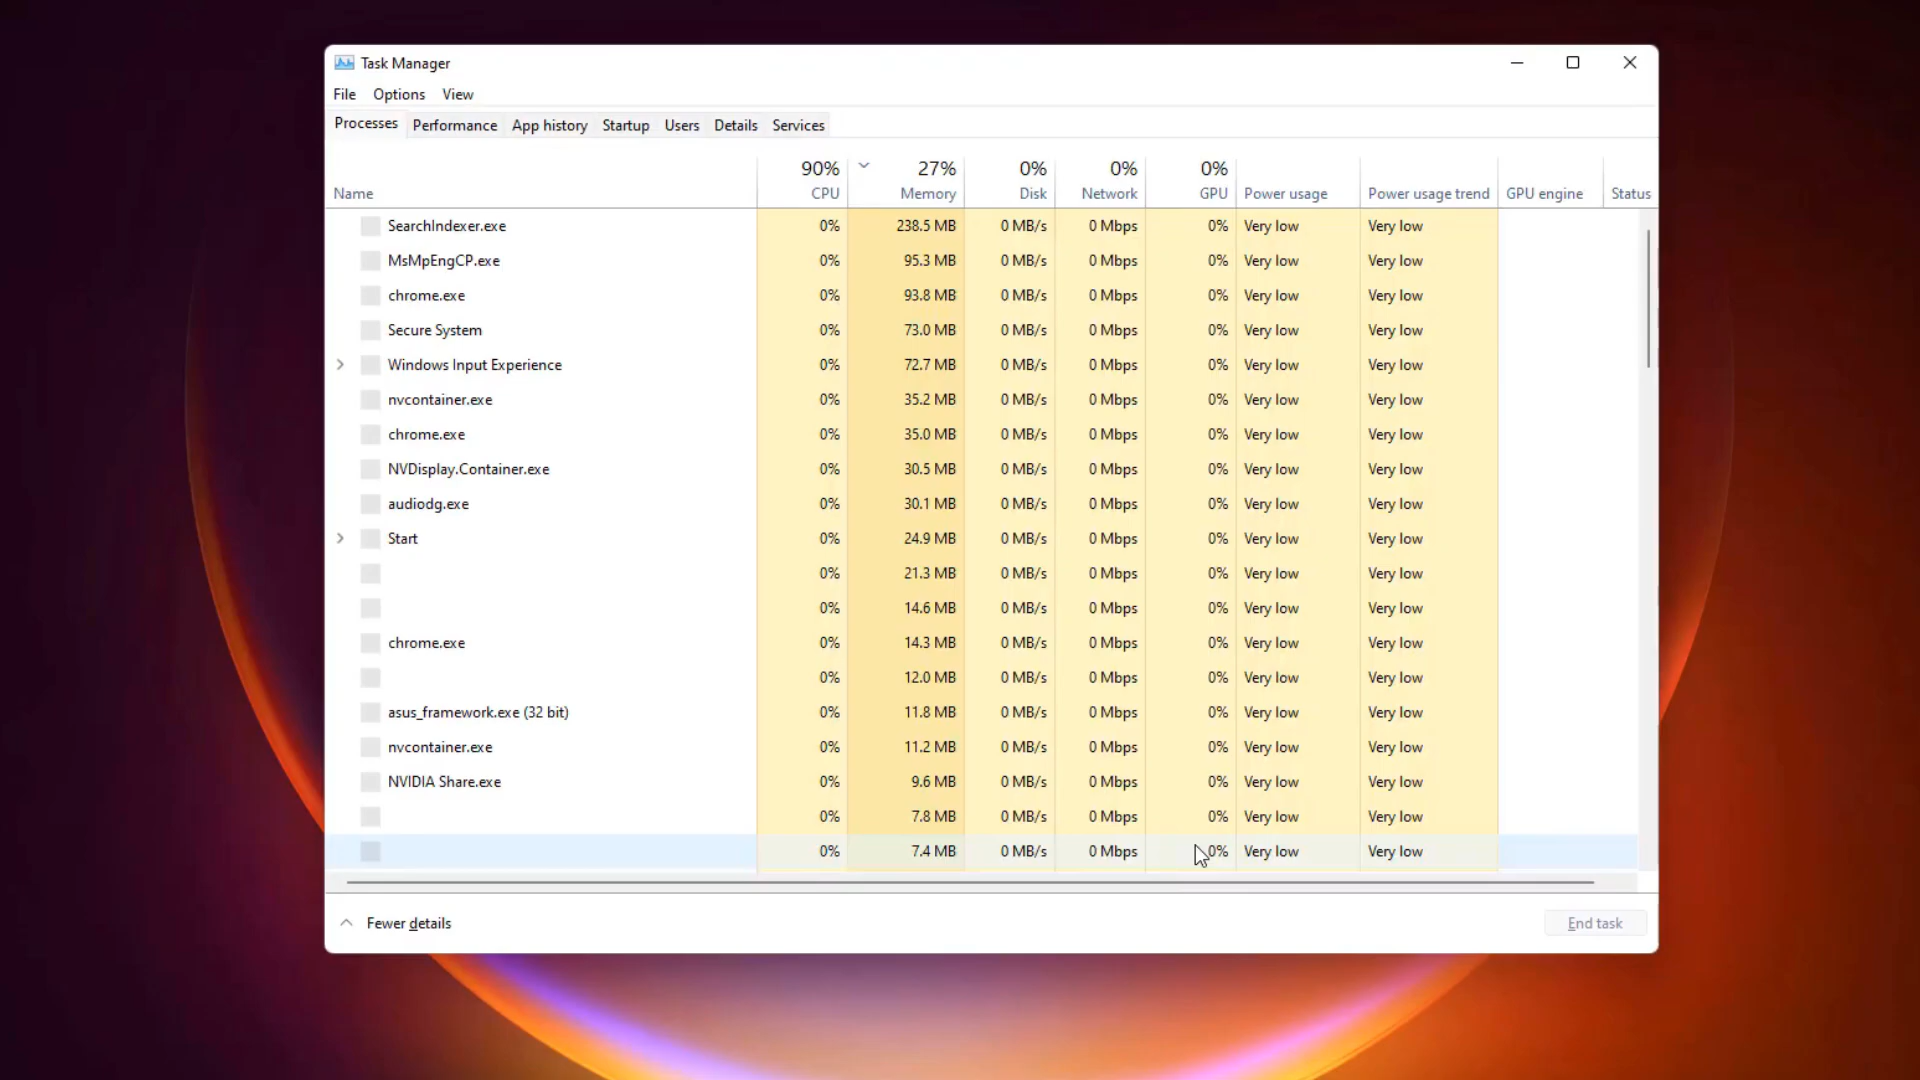 Task Manager
File Options View
Processes Performance App history Startup Users Details Services
90% 27% 0% 0% 0%
Name CPU Memory Disk Network GPU Power usage Power usage trend GPU engine Status
SearchIndexer.exe 0% 238.5 MB 0 MB/s 0 Mbps 0% Very low Very low
MsMpEngCP.exe 0% 95.3 MB 0 MB/s 0 Mbps 0% Very low Very low
chrome.exe 0% 93.8 MB 0 MB/s 0 Mbps 0% Very low Very low
Secure System 0% 73.0 MB 0 MB/s 0 Mbps 0% Very low Very low
Windows Input Experience 0% 72.7 MB 0 MB/s 0 Mbps 0% Very low Very low
nvcontainer.exe 0% 35.2 MB 0 MB/s 0 Mbps 0% Very low Very low
chrome.exe 0% 35.0 MB 0 MB/s 0 Mbps 0% Very low Very low
NVDisplay.Container.exe 0% 30.5 MB 0 MB/s 0 Mbps 0% Very low Very low
audiodg.exe 0% 30.1 MB 0 MB/s 0 Mbps 0% Very low Very low
Start 0% 24.9 MB 0 MB/s 0 Mbps 0% Very low Very low
0% 21.3 MB 0 MB/s 0 Mbps 0% Very low Very low
0% 14.6 MB 0 MB/s 0 Mbps 0% Very low Very low
chrome.exe 0% 14.3 MB 0 MB/s 0 Mbps 0% Very low Very low
0% 12.0 MB 0 MB/s 0 Mbps 0% Very low Very low
asus_framework.exe (32 bit) 0% 11.8 MB 0 MB/s 0 Mbps 0% Very low Very low
nvcontainer.exe 0% 11.2 MB 0 MB/s 0 Mbps 0% Very low Very low
NVIDIA Share.exe 0% 9.6 MB 0 MB/s 0 Mbps 0% Very low Very low
0% 7.8 MB 0 MB/s 0 Mbps 0% Very low Very low
0% 7.4 MB 0 MB/s 0 Mbps 0% Very low Very low
Fewer details End task